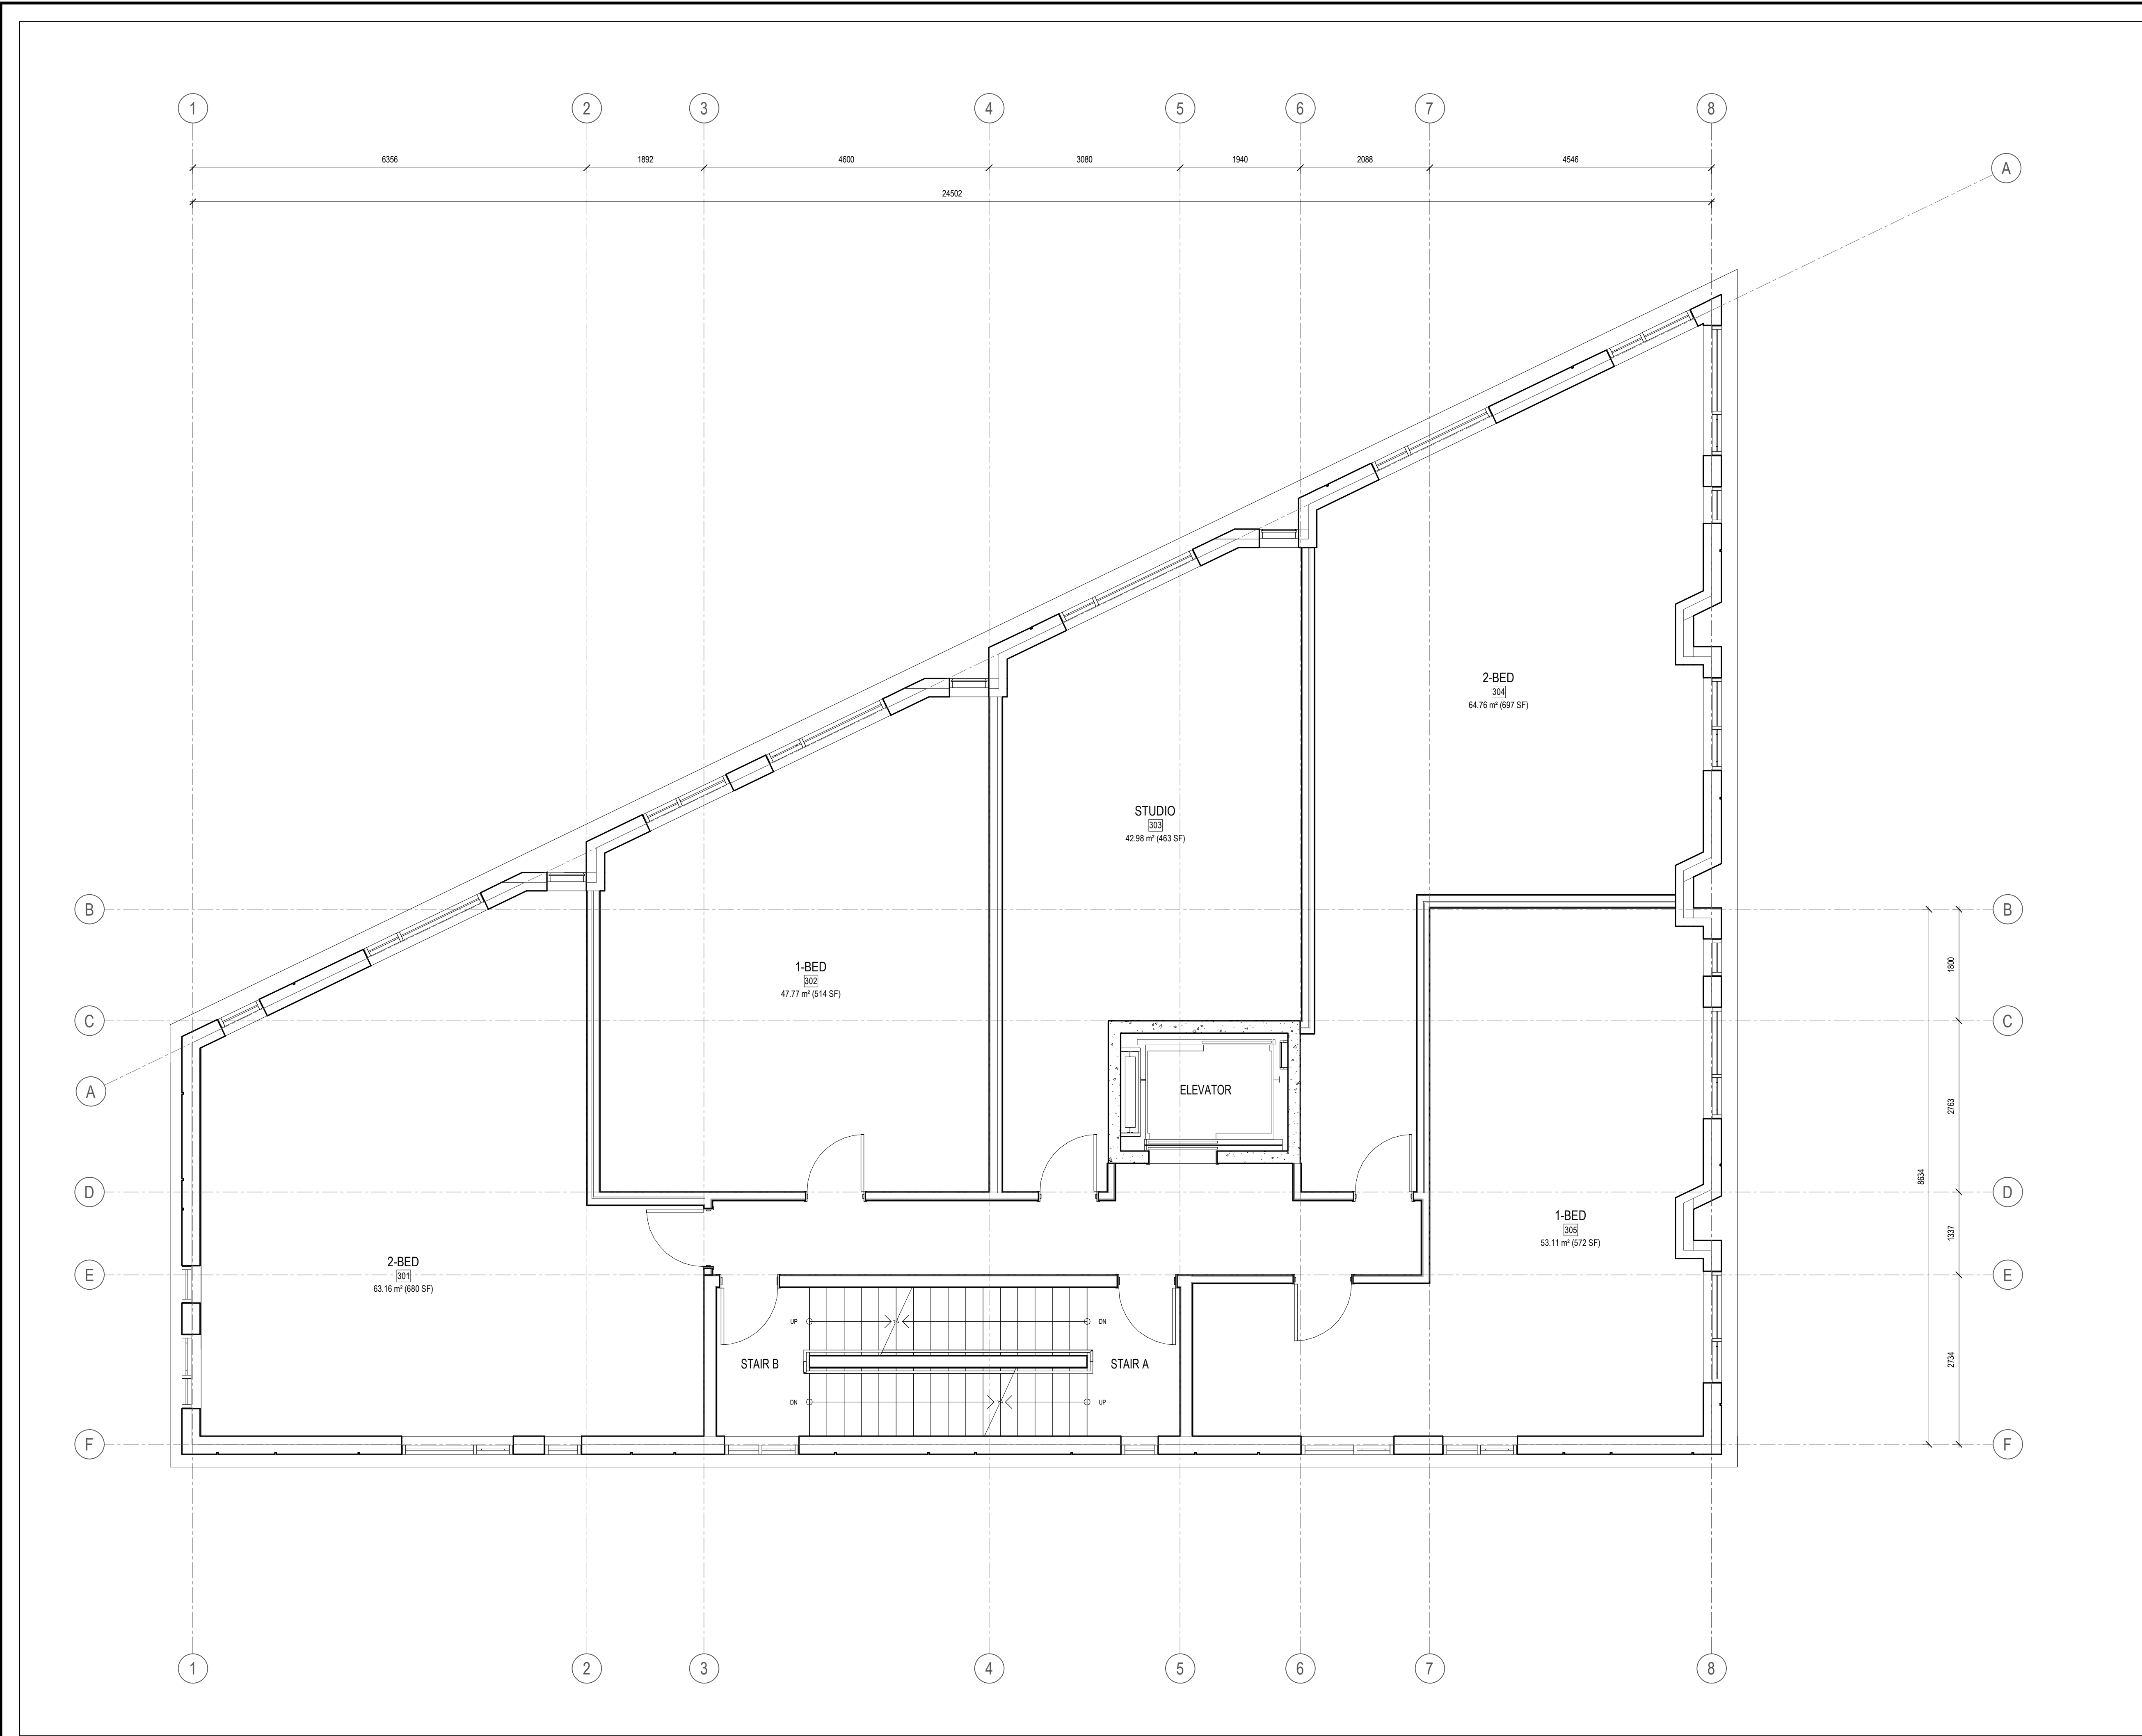 1 2 3 4 5 6 7 8
6356 1892 4600 3080 1940 2088 4546
24502
A
2-BED
304
64.76 m² (697 SF)
STUDIO
303
42.98 m² (463 SF)
B B
1-BED
302
47.77 m² (514 SF)
1800
C C
ELEVATOR
A
2763
8634
D D
1-BED
305
53.11 m² (572 SF)
1337
2-BED
301
63.16 m² (680 SF)
E E
UP DN
STAIR B STAIR A
2734
DN UP
F F
1 2 3 4 5 6 7 8